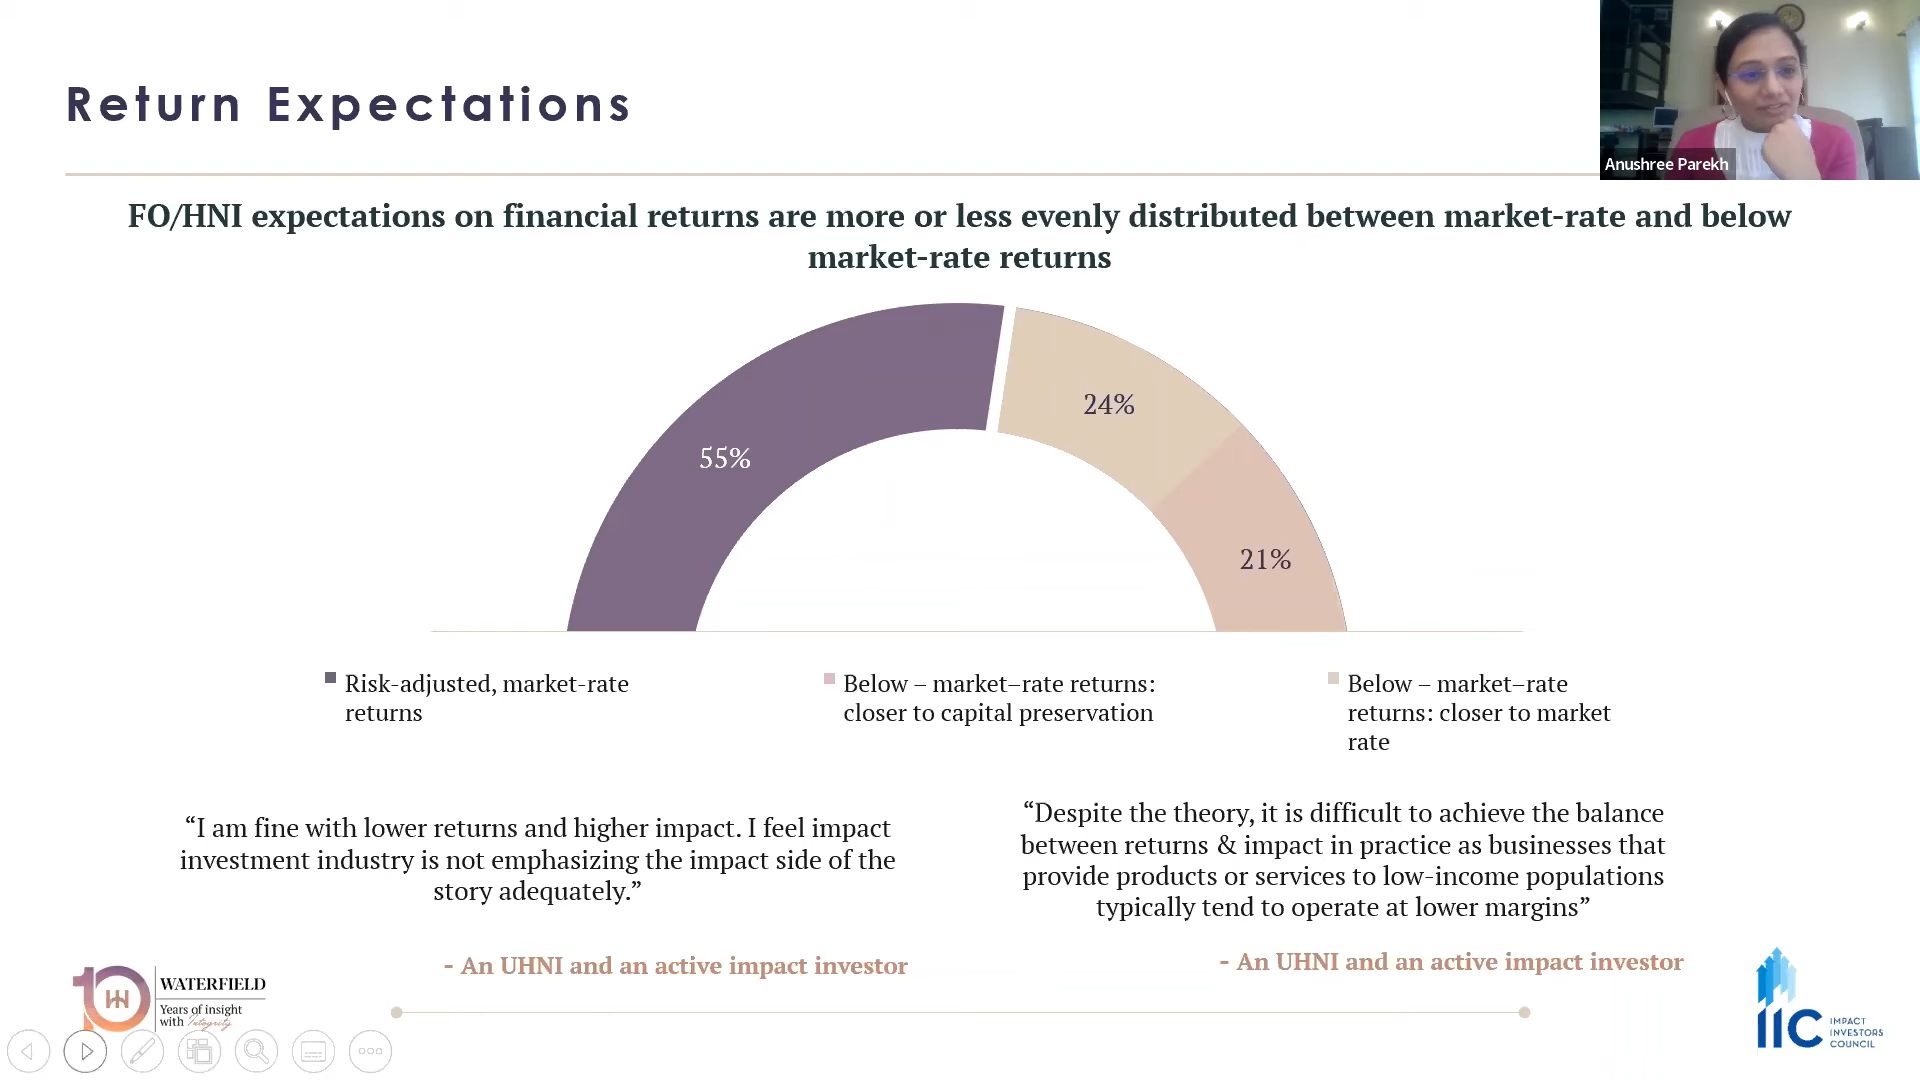 Return Expectations
Anushree Parekh
FO/HNI expectations on financial returns are more or less evenly distributed between market-rate and below
market-rate returns
55%
24%
21%
Risk-adjusted, market-rate
returns
Below – market–rate returns:
closer to capital preservation
Below – market–rate
returns: closer to market
rate
“I am fine with lower returns and higher impact. I feel impact
investment industry is not emphasizing the impact side of the
story adequately.”
- An UHNI and an active impact investor
“Despite the theory, it is difficult to achieve the balance
between returns & impact in practice as businesses that
provide products or services to low-income populations
typically tend to operate at lower margins”
- An UHNI and an active impact investor
10
WATERFIELD
Years of insight
with Integrity
IIC
IMPACT
INVESTORS
COUNCIL